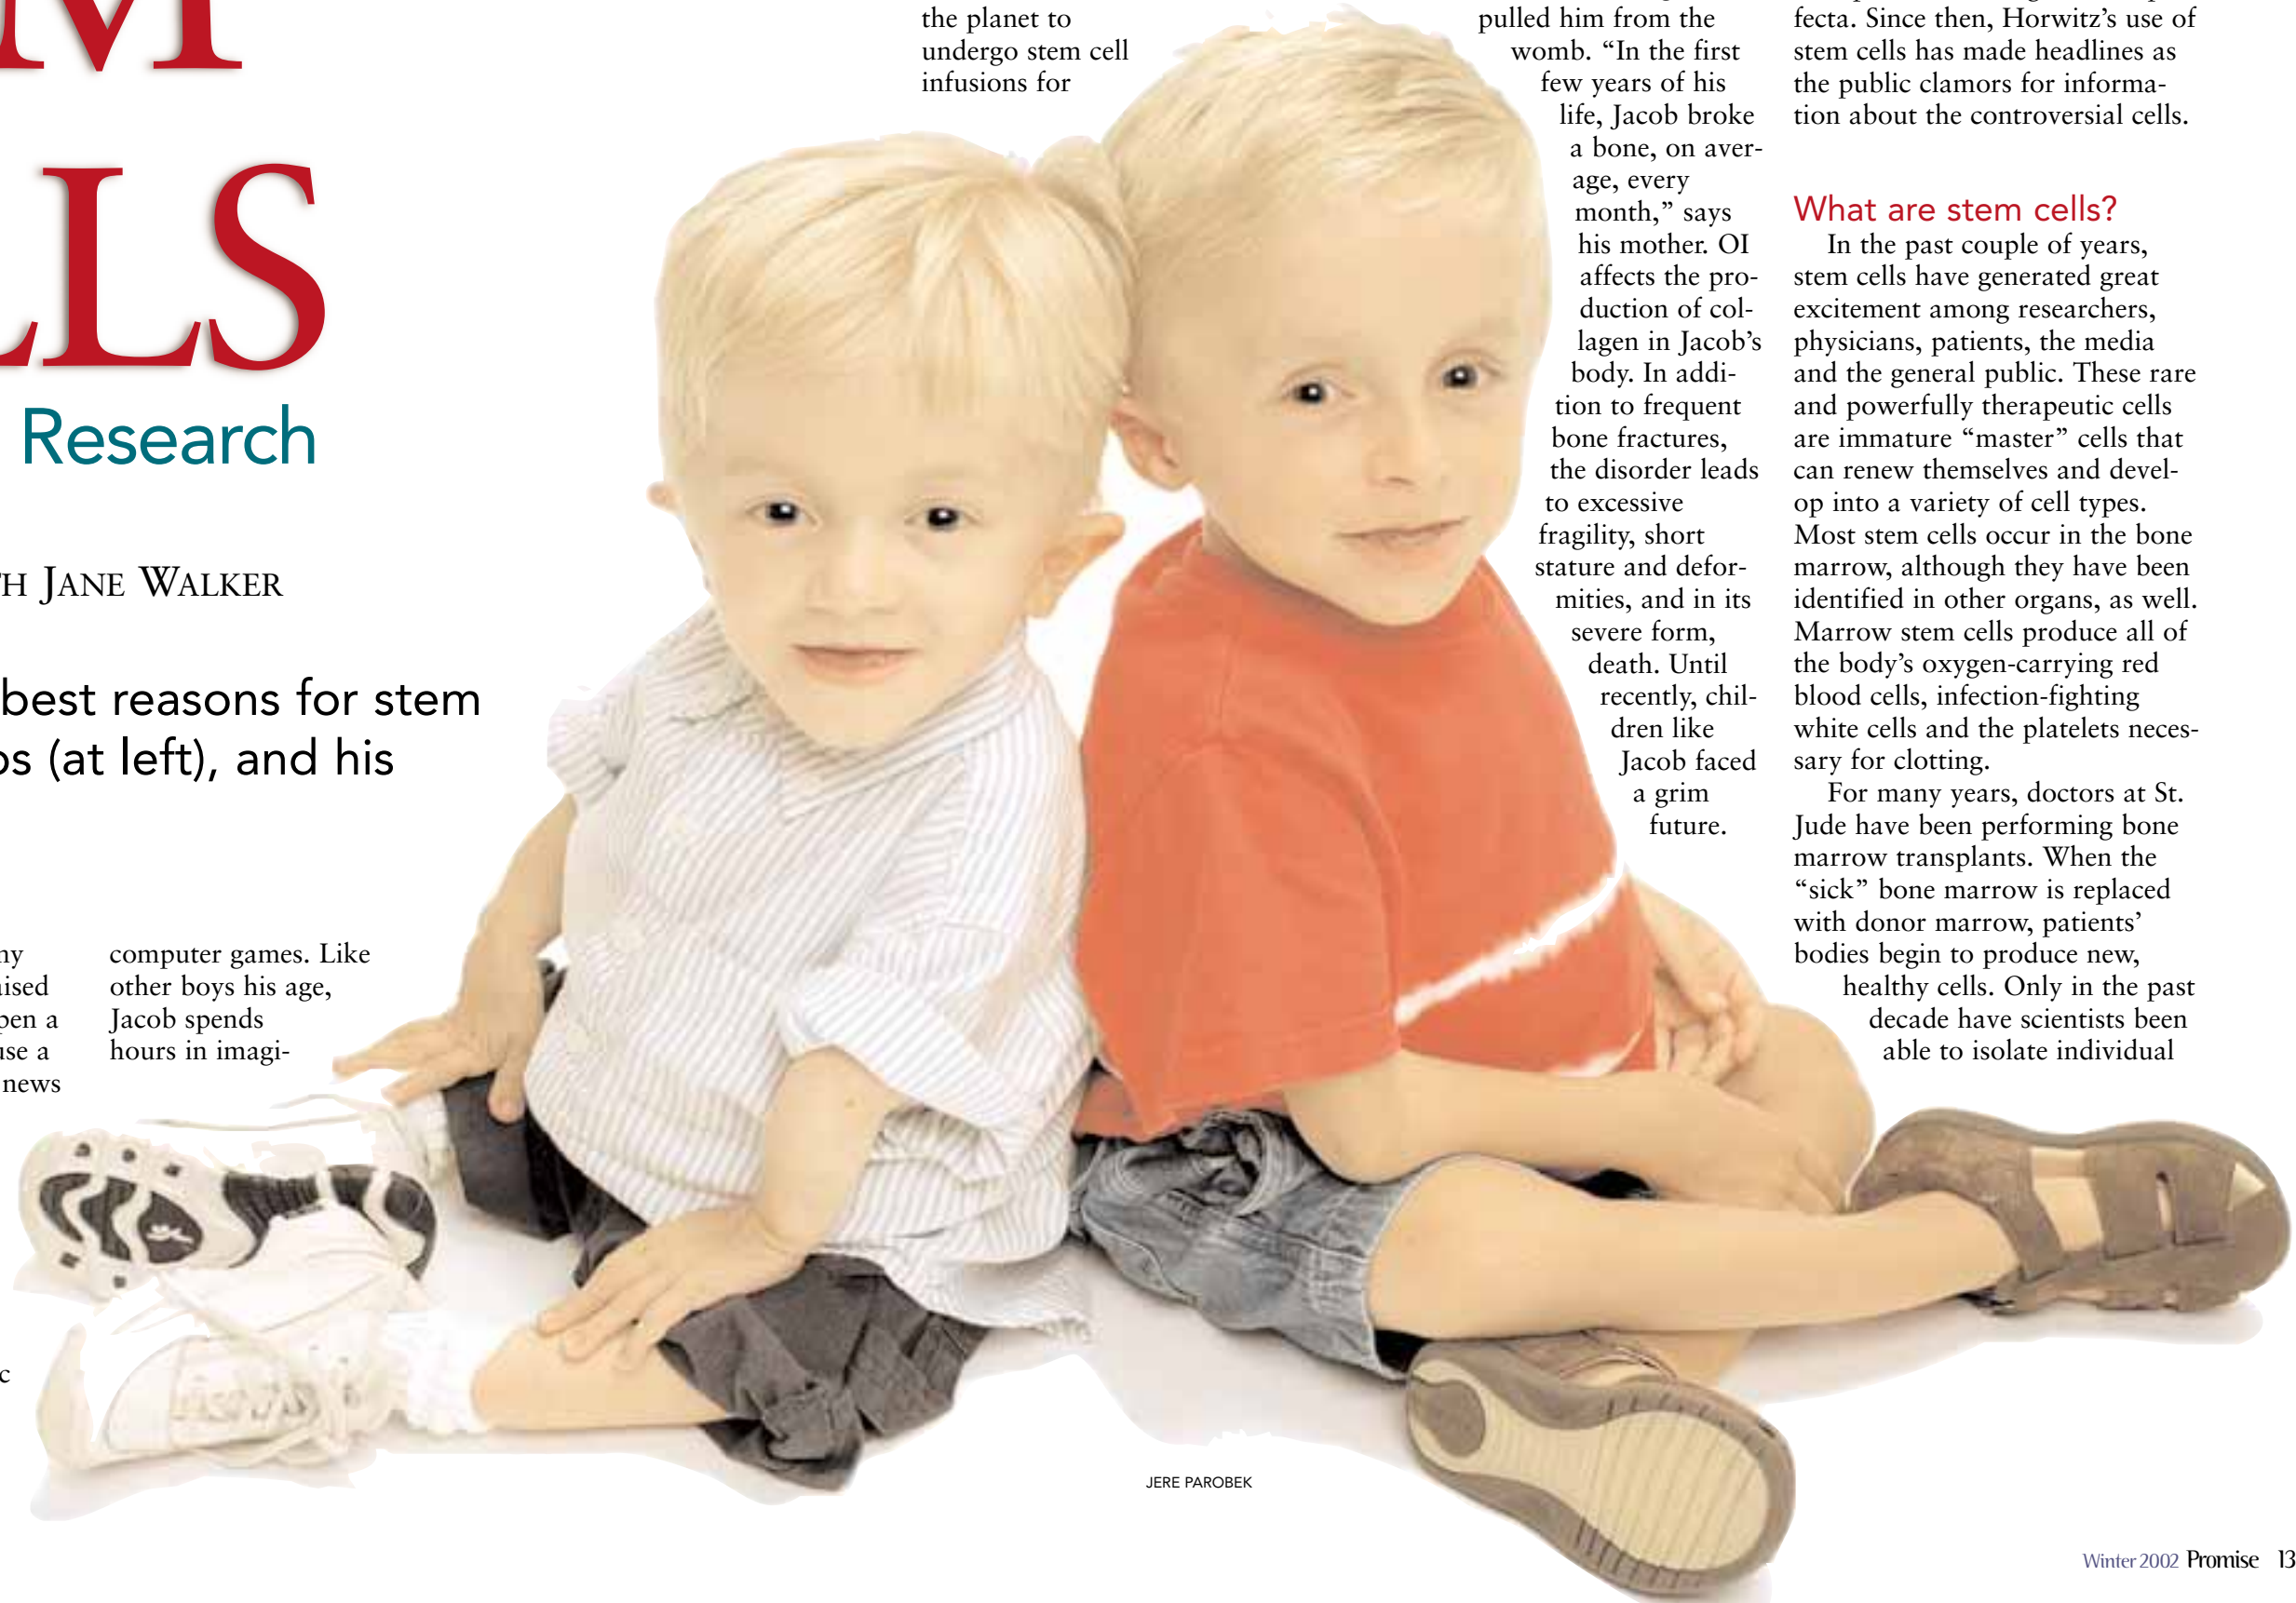 M
LLS
Research
TH JANE WALKER
best reasons for stem
(at left), and his
computer games. Like
other boys his age,
Jacob spends
hours in imagi-
pen a
use a
news
the planet to
undergo stem cell
infusions for
pulled him from the
womb. “In the first
few years of his
life, Jacob broke
a bone, on aver-
age, every
month,” says
his mother. OI
affects the pro-
duction of col-
lagen in Jacob’s
body. In addi-
tion to frequent
bone fractures,
the disorder leads
to excessive
fragility, short
stature and defor-
mities, and in its
severe form,
death. Until
recently, chil-
dren like
Jacob faced
a grim
future.
fecta. Since then, Horwitz’s use of
stem cells has made headlines as
the public clamors for informa-
tion about the controversial cells.
What are stem cells?
In the past couple of years,
stem cells have generated great
excitement among researchers,
physicians, patients, the media
and the general public. These rare
and powerfully therapeutic cells
are immature “master” cells that
can renew themselves and devel-
op into a variety of cell types.
Most stem cells occur in the bone
marrow, although they have been
identified in other organs, as well.
Marrow stem cells produce all of
the body’s oxygen-carrying red
blood cells, infection-fighting
white cells and the platelets neces-
sary for clotting.
For many years, doctors at St.
Jude have been performing bone
marrow transplants. When the
“sick” bone marrow is replaced
with donor marrow, patients’
bodies begin to produce new,
healthy cells. Only in the past
decade have scientists been
able to isolate individual
JERE PAROBEK
Winter 2002 Promise 13